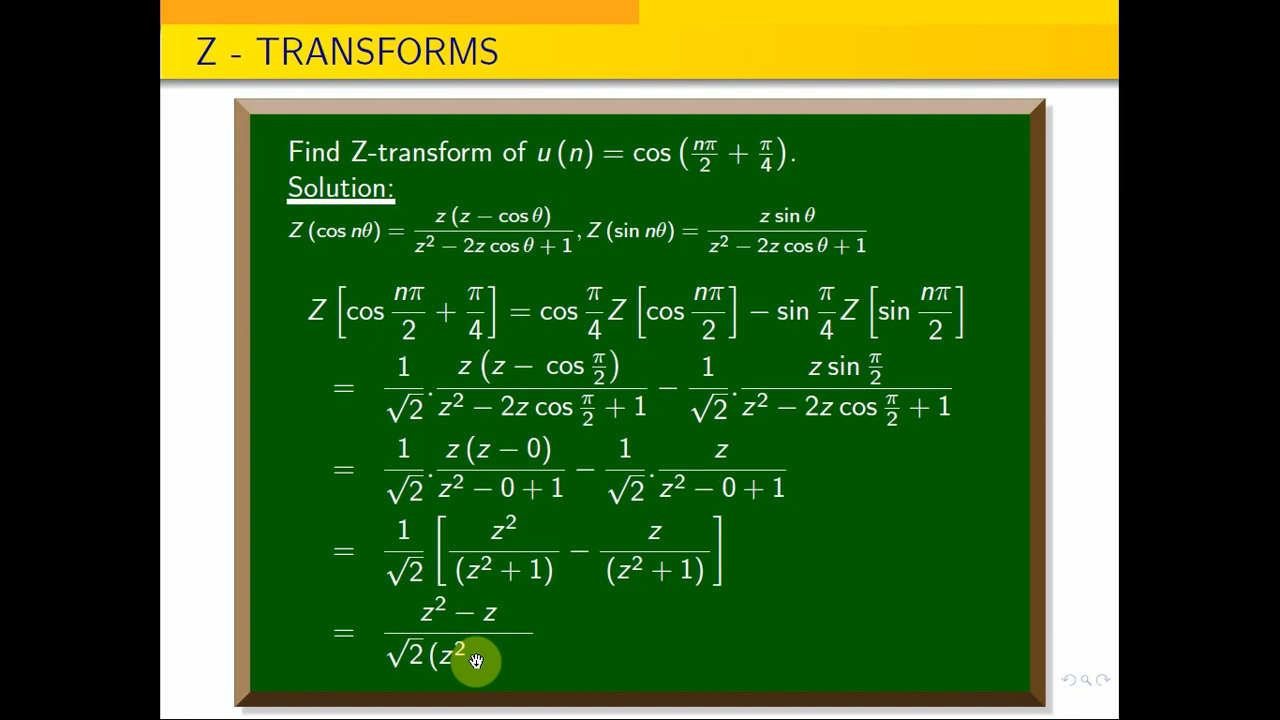 Z - TRANSFORMS
Find Z-transform of u (n) = cos (nπ/2 + π/4).
Solution:
Z (cos nθ) = z (z − cos θ) / z² − 2z cos θ + 1, Z (sin nθ) = z sin θ / z² − 2z cos θ + 1
Z [cos nπ/2 + π/4] = cos π/4 Z [cos nπ/2] − sin π/4 Z [sin nπ/2]
= 1/√2 . z (z − cos π/2) / z² − 2z cos π/2 + 1 − 1/√2 . z sin π/2 / z² − 2z cos π/2 + 1
= 1/√2 . z (z − 0) / z² − 0 + 1 − 1/√2 . z / z² − 0 + 1
= 1/√2 [z² / (z² + 1) − z / (z² + 1)]
= z² − z / √2 (z²